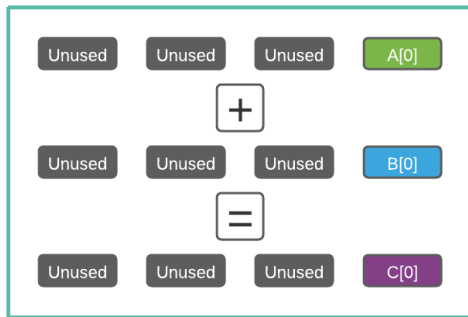 Unused Unused Unused A[0]
+
Unused Unused Unused B[0]
=
Unused Unused Unused C[0]